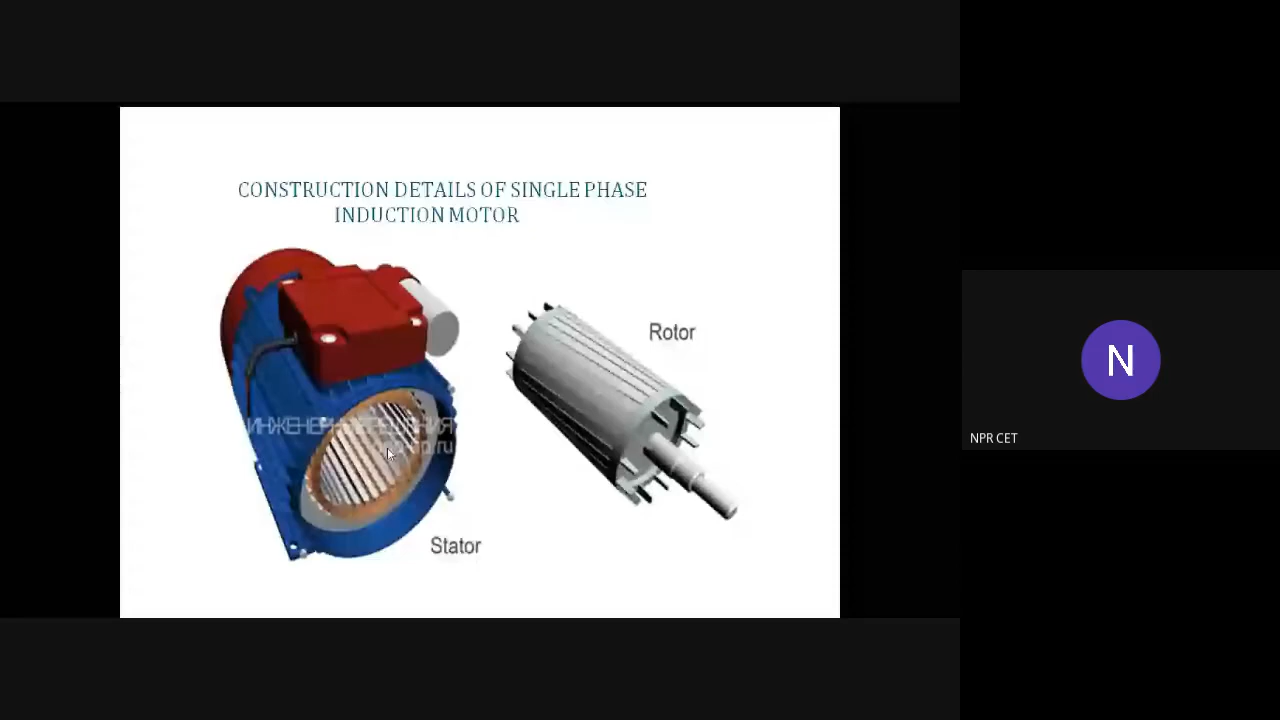 CONSTRUCTION DETAILS OF SINGLE PHASE
INDUCTION MOTOR
Rotor
Stator
N
NPR CET